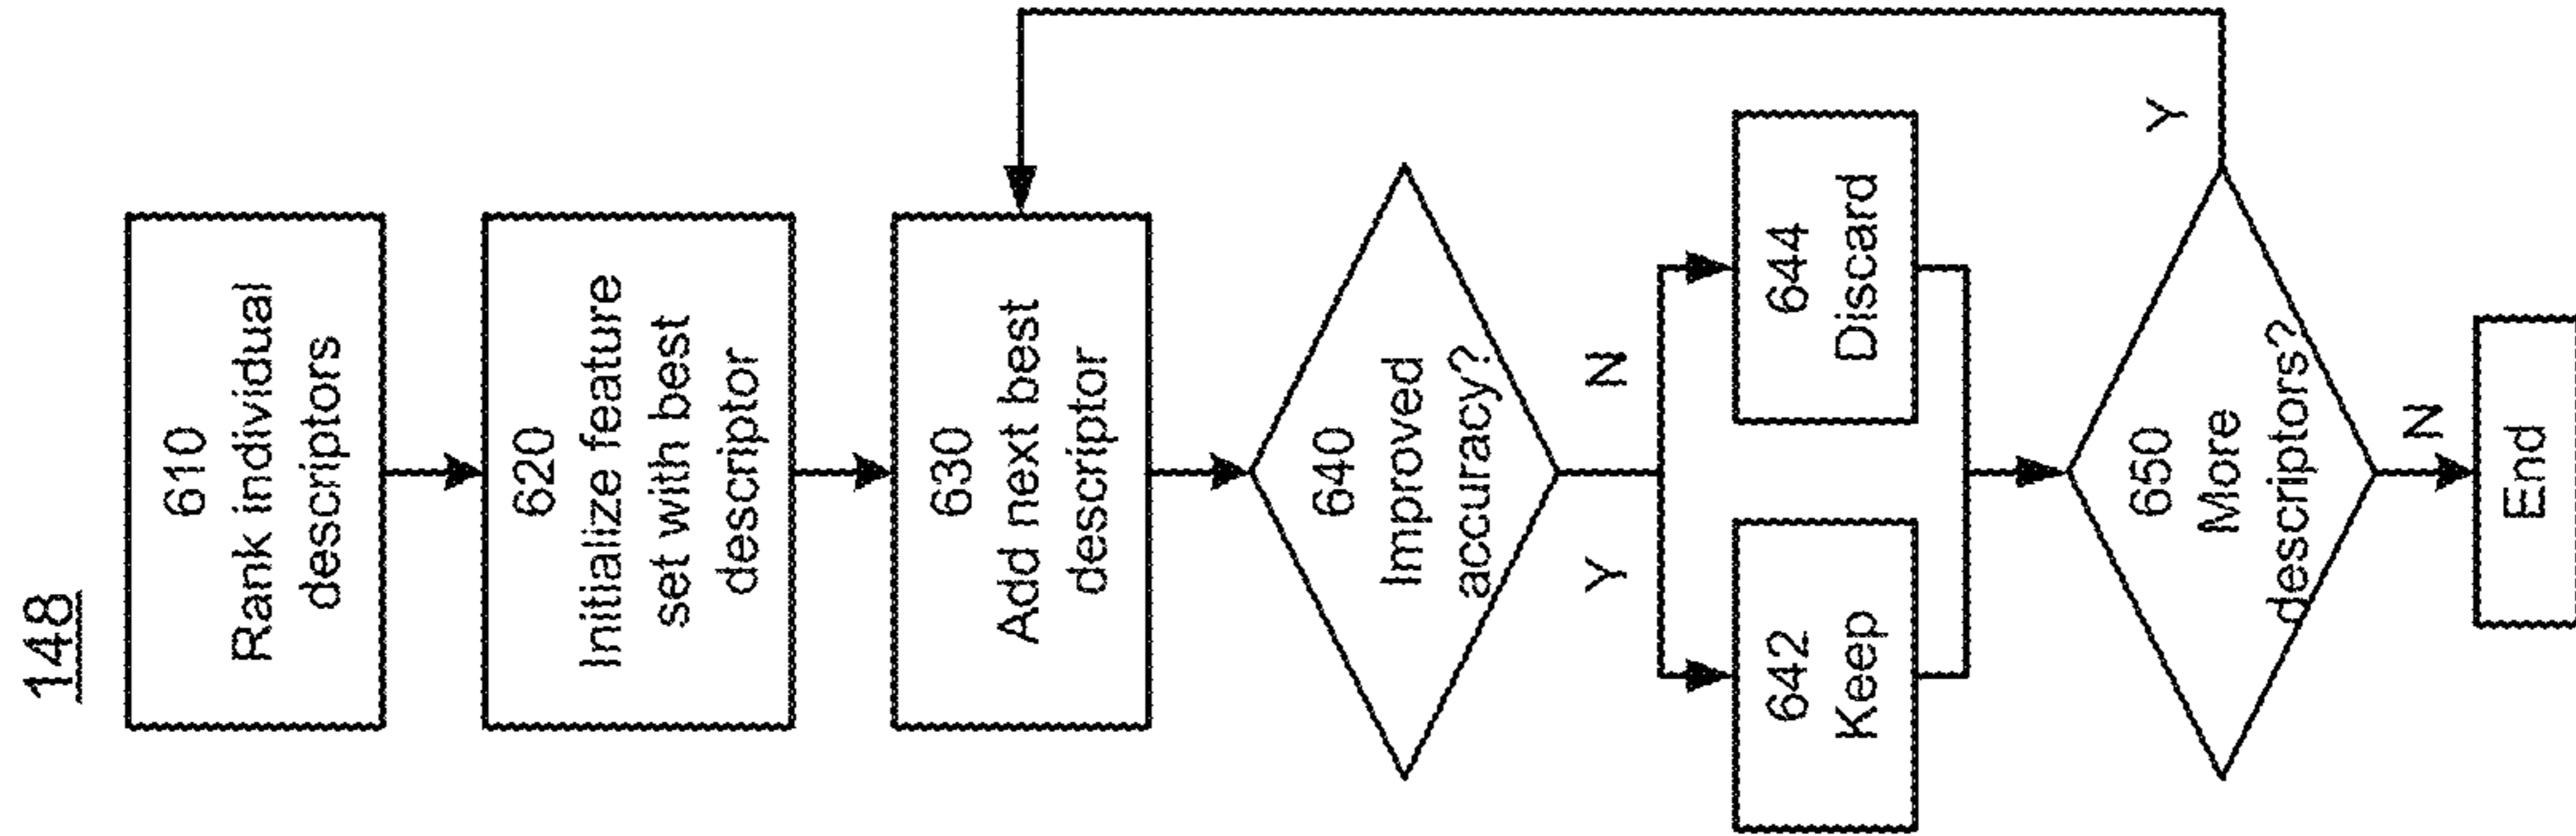 148
610
Rank individual
descriptors
620
Initialize feature
set with best
descriptor
630
Add next best
descriptor
640
Improved
accuracy?
Y
N
642
Keep
644
Discard
650
More
descriptors?
Y
N
End